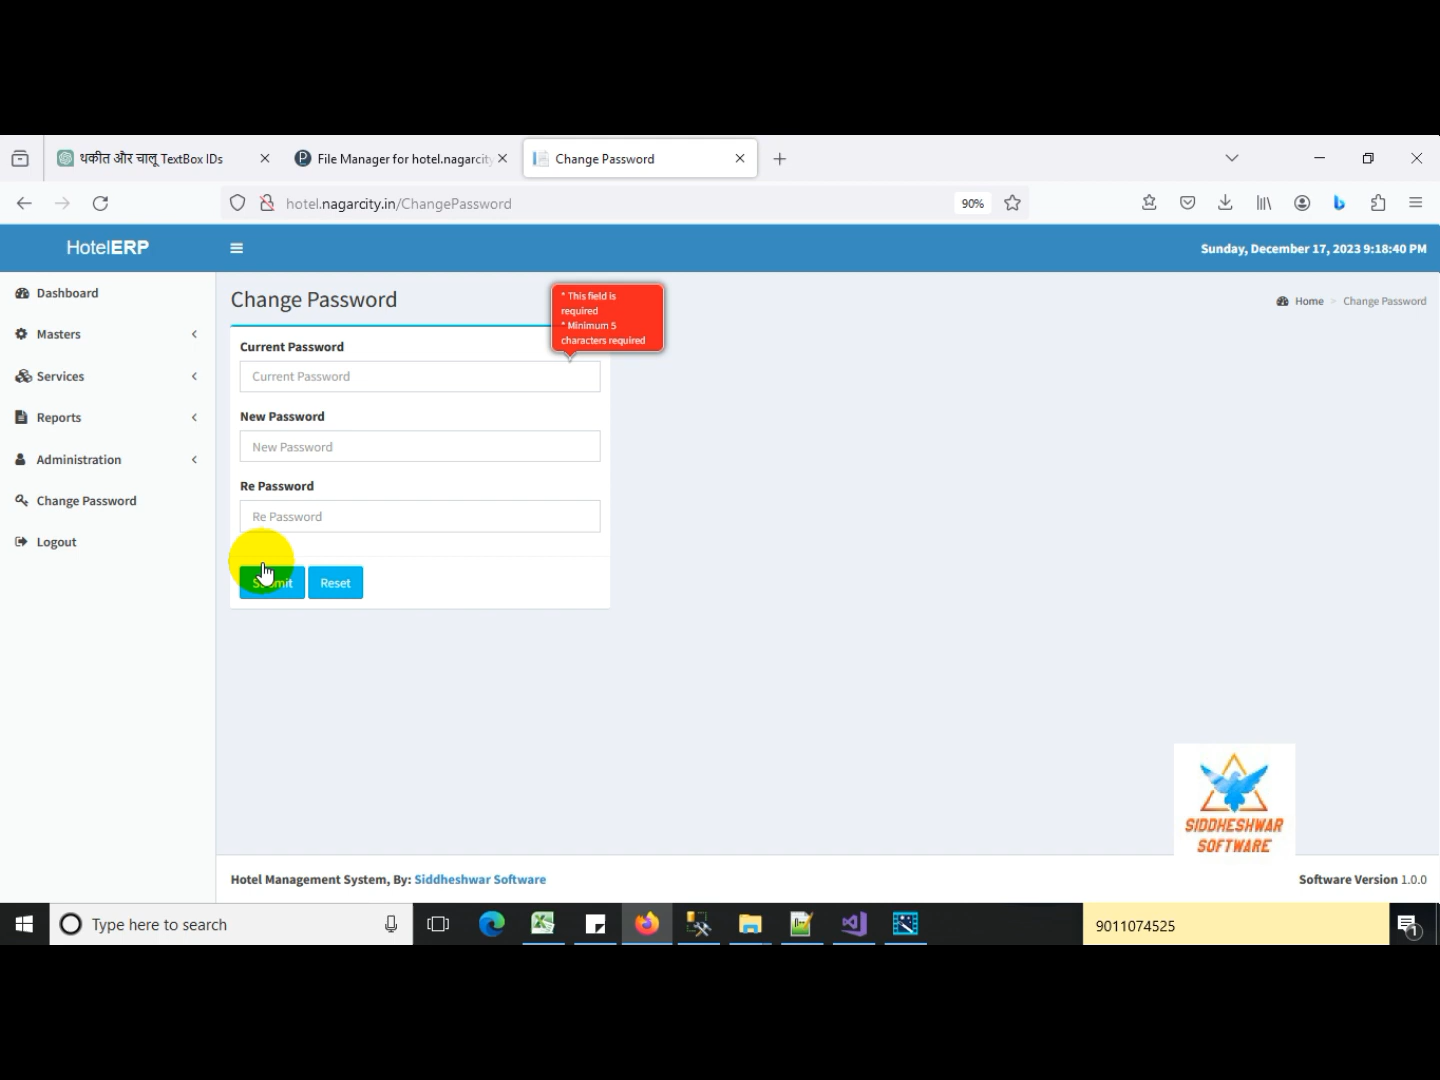 थकीत और चालू TextBox IDs
File Manager for hotel.nagarcity
Change Password
hotel.nagarcity.in/ChangePassword
90%
HotelERP
Sunday, December 17, 2023 9:18:40 PM
Dashboard
Masters
Services
Reports
Administration
Change Password
Logout
Change Password
Home > Change Password
* This field is
required
* Minimum 5
characters required
Current Password
Current Password
New Password
New Password
Re Password
Re Password
Submit
Reset
SIDDHESHWAR
SOFTWARE
Hotel Management System, By: Siddheshwar Software
Software Version 1.0.0
Type here to search
9011074525
1